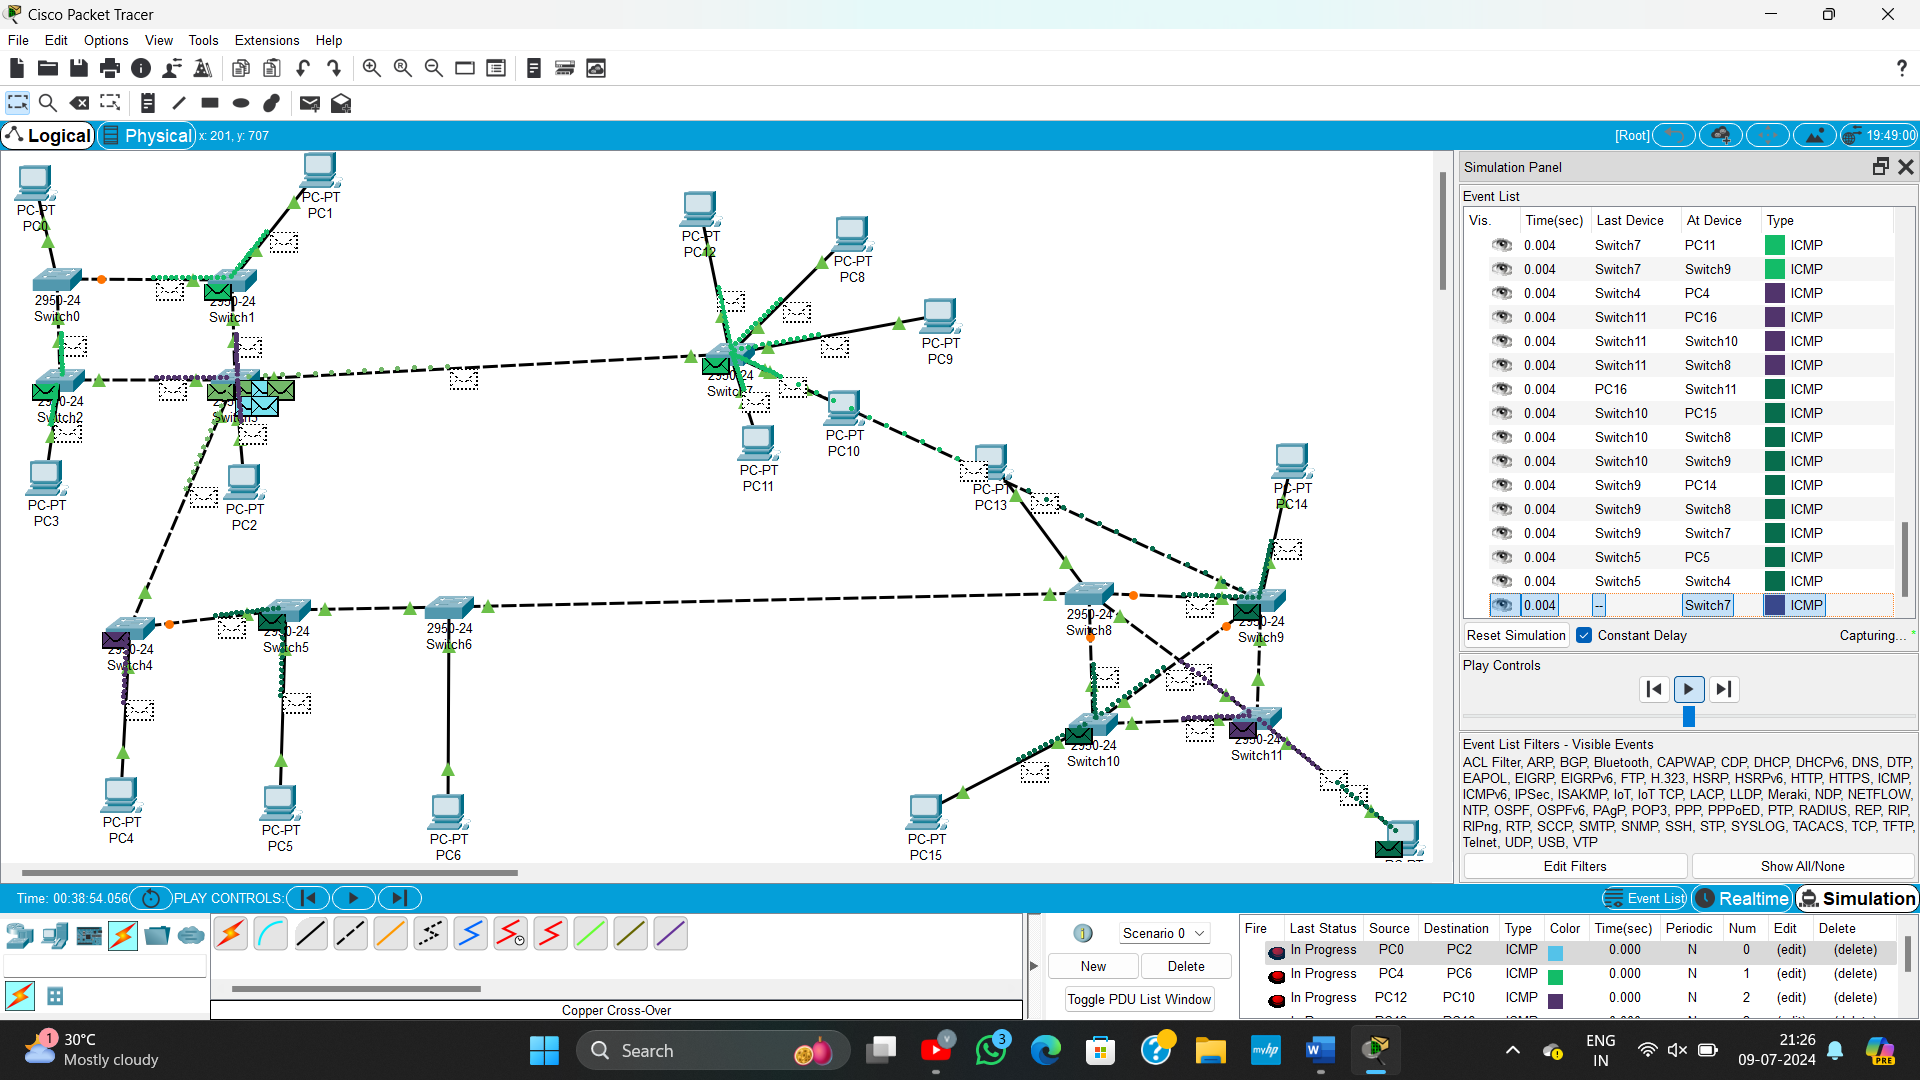 Cisco Packet Tracer
File Edit Options View Tools Extensions Help
Logical Physical x: 201, y: 707
[Root] 19:49:00
PC-PT
PC0
PC-PT
PC1
2950-24
Switch0
2950-24
Switch1
2950-24
Switch2
PC-PT
PC3
PC-PT
PC2
PC-PT
PC12
PC-PT
PC8
PC-PT
PC9
2950-24
PC-PT
PC10
PC-PT
PC11
PC-PT
PC13
PC-PT
PC14
2950-24
Switch4
2950-24
Switch5
2950-24
Switch6
2950-24
Switch8
2950-24
Switch9
2950-24
Switch10
2950-24
Switch11
PC-PT
PC4
PC-PT
PC5
PC-PT
PC6
PC-PT
PC15
Simulation Panel
Event List
Vis. Time(sec) Last Device At Device Type
0.004 Switch7 PC11 ICMP
0.004 Switch7 Switch9 ICMP
0.004 Switch4 PC4 ICMP
0.004 Switch11 PC16 ICMP
0.004 Switch11 Switch10 ICMP
0.004 Switch11 Switch8 ICMP
0.004 PC16 Switch11 ICMP
0.004 Switch10 PC15 ICMP
0.004 Switch10 Switch8 ICMP
0.004 Switch10 Switch9 ICMP
0.004 Switch9 PC14 ICMP
0.004 Switch9 Switch8 ICMP
0.004 Switch9 Switch7 ICMP
0.004 Switch5 PC5 ICMP
0.004 Switch5 Switch4 ICMP
0.004 -- Switch7 ICMP
Reset Simulation Constant Delay Capturing...
Play Controls
Event List Filters - Visible Events
ACL Filter, ARP, BGP, Bluetooth, CAPWAP, CDP, DHCP, DHCPv6, DNS, DTP,
EAPOL, EIGRP, EIGRPv6, FTP, H.323, HSRP, HSRPv6, HTTP, HTTPS, ICMP,
ICMPv6, IPSec, ISAKMP, IoT, IoT TCP, LACP, LLDP, Meraki, NDP, NETFLOW,
NTP, OSPF, OSPFv6, PAgP, POP3, PPP, PPPoED, PTP, RADIUS, REP, RIP,
RIPng, RTP, SCCP, SMTP, SNMP, SSH, STP, SYSLOG, TACACS, TCP, TFTP,
Telnet, UDP, USB, VTP
Edit Filters Show All/None
Time: 00:38:54.056 PLAY CONTROLS:
Event List Realtime Simulation
Copper Cross-Over
Scenario 0
New Delete
Toggle PDU List Window
Fire Last Status Source Destination Type Color Time(sec) Periodic Num Edit Delete
In Progress PC0 PC2 ICMP 0.000 N 0 (edit) (delete)
In Progress PC4 PC6 ICMP 0.000 N 1 (edit) (delete)
In Progress PC12 PC10 ICMP 0.000 N 2 (edit) (delete)
1
30°C
Mostly cloudy
Search
3
myhp
PRE
ENG
IN
21:26
09-07-2024